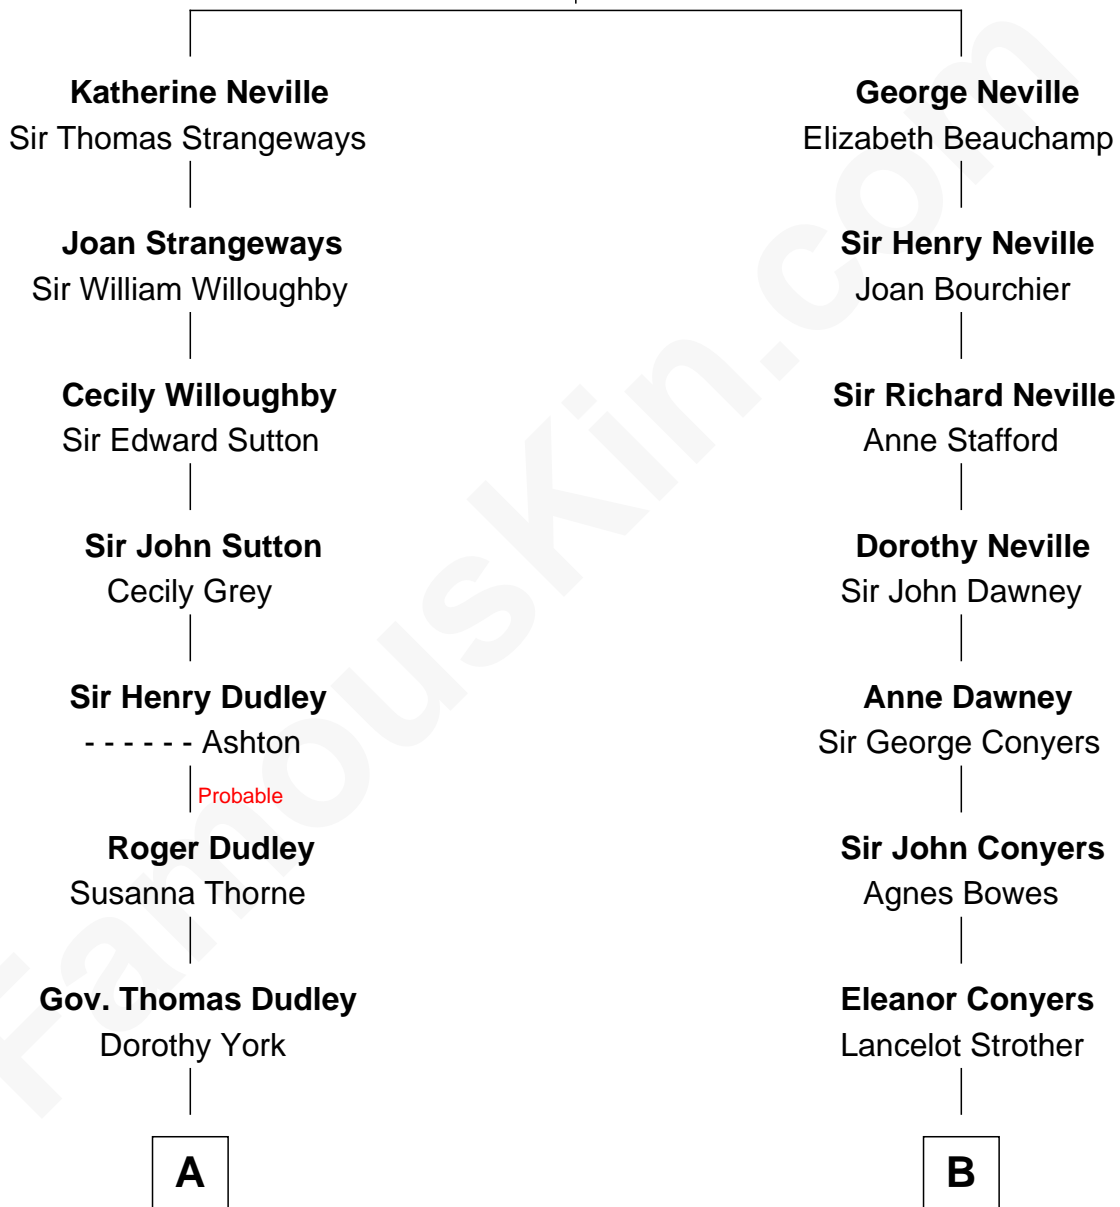 Katherine Neville
Sir Thomas Strangeways
George Neville
Elizabeth Beauchamp
Joan Strangeways
Sir William Willoughby
Sir Henry Neville
Joan Bourchier
Cecily Willoughby
Sir Edward Sutton
Sir Richard Neville
Anne Stafford
Sir John Sutton
Cecily Grey
Dorothy Neville
Sir John Dawney
Sir Henry Dudley
- - - - - - Ashton
Anne Dawney
Sir George Conyers
Probable
Roger Dudley
Susanna Thorne
Sir John Conyers
Agnes Bowes
Gov. Thomas Dudley
Dorothy York
Eleanor Conyers
Lancelot Strother
A
B
FamousKin.com